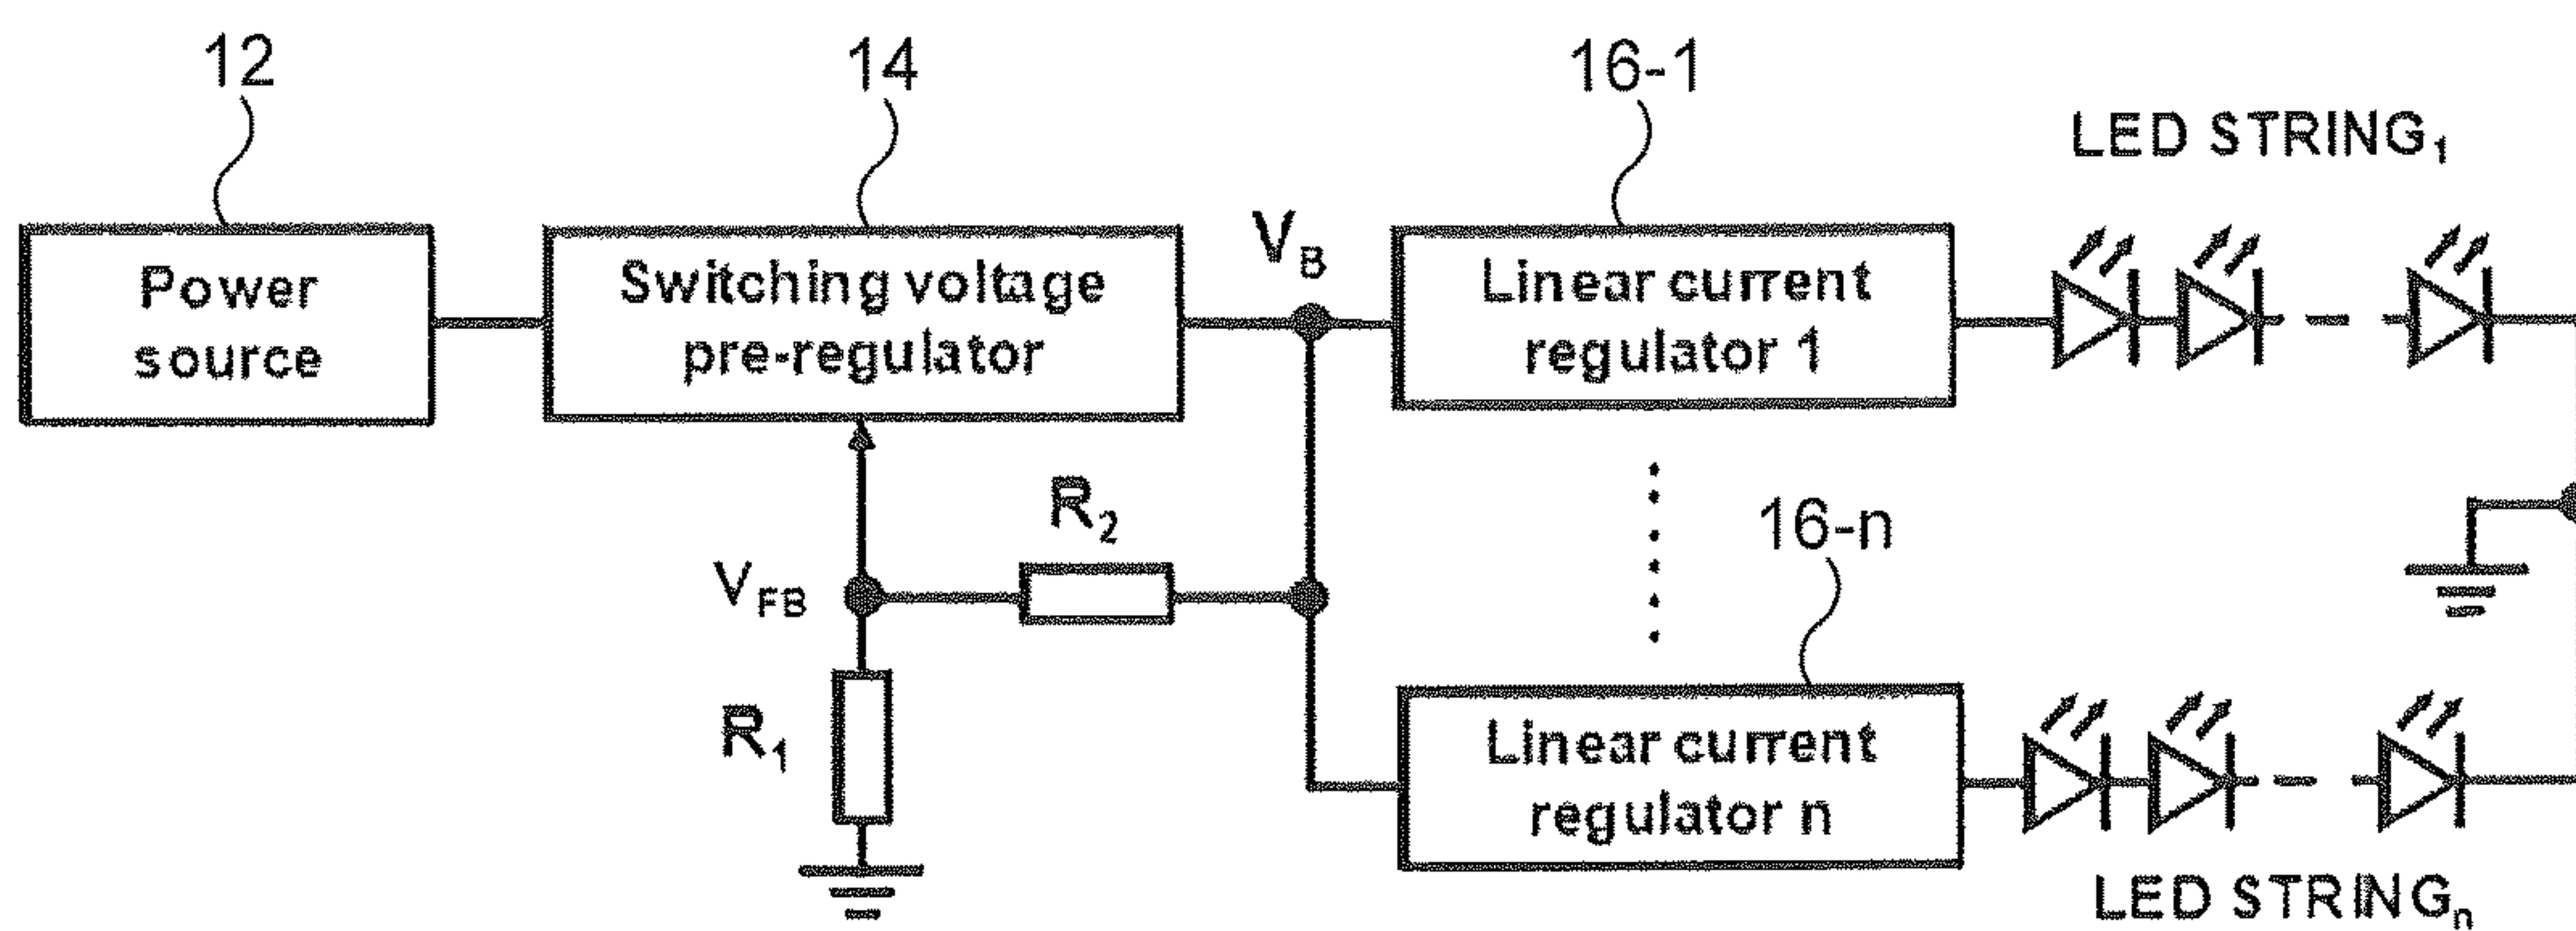 12
14
16-1
LED STRING1
Power
source
Switching voltage
pre-regulator
VB
Linear current
regulator 1
R2
16-n
VFB
R1
Linear current
regulator n
LED STRINGn